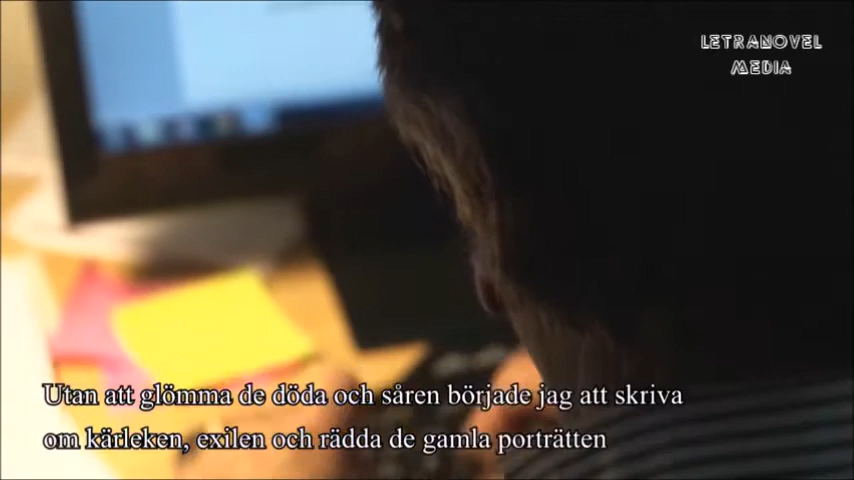 LETRANOVEL
MEDIA
Utan att glömma de döda och såren började jag att skriva
om kärleken, exilen och rädda de gamla porträtten